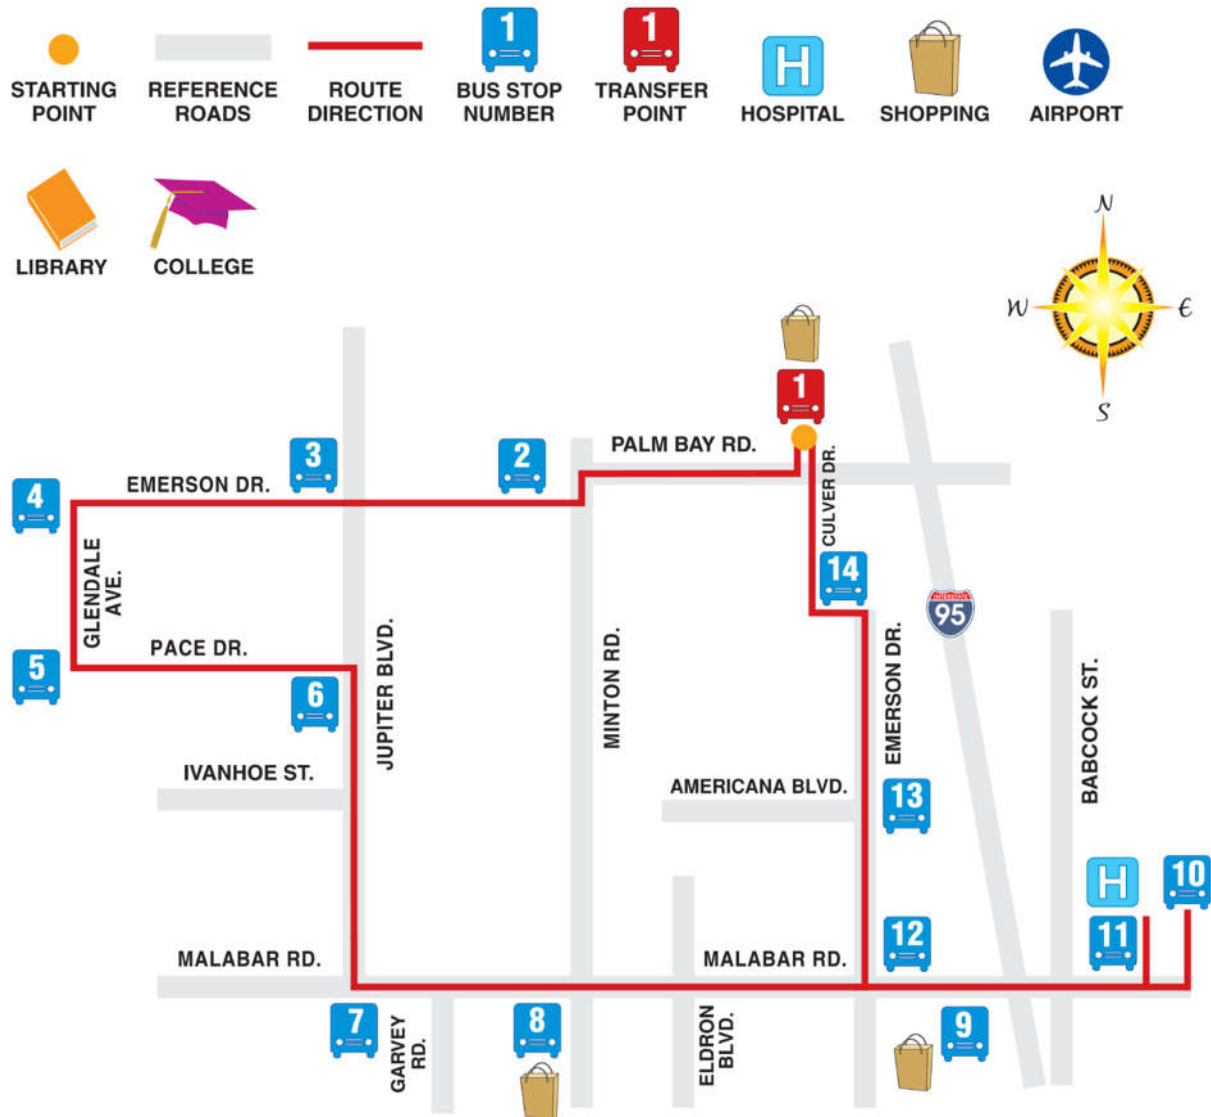 1
1
H
STARTING
POINT
REFERENCE
ROADS
ROUTE
DIRECTION
BUS STOP
NUMBER
TRANSFER
POINT
HOSPITAL
SHOPPING
AIRPORT
LIBRARY
COLLEGE
N
W
E
S
1
PALM BAY RD.
CULVER DR.
2
3
EMERSON DR.
4
GLENDALE
AVE.
14
INTERSTATE
95
PACE DR.
5
6
JUPITER BLVD.
MINTON RD.
EMERSON DR.
BABCOCK ST.
IVANHOE ST.
AMERICANA BLVD.
13
H
10
11
12
MALABAR RD.
MALABAR RD.
7
GARVEY
RD.
8
ELDRON
BLVD.
9